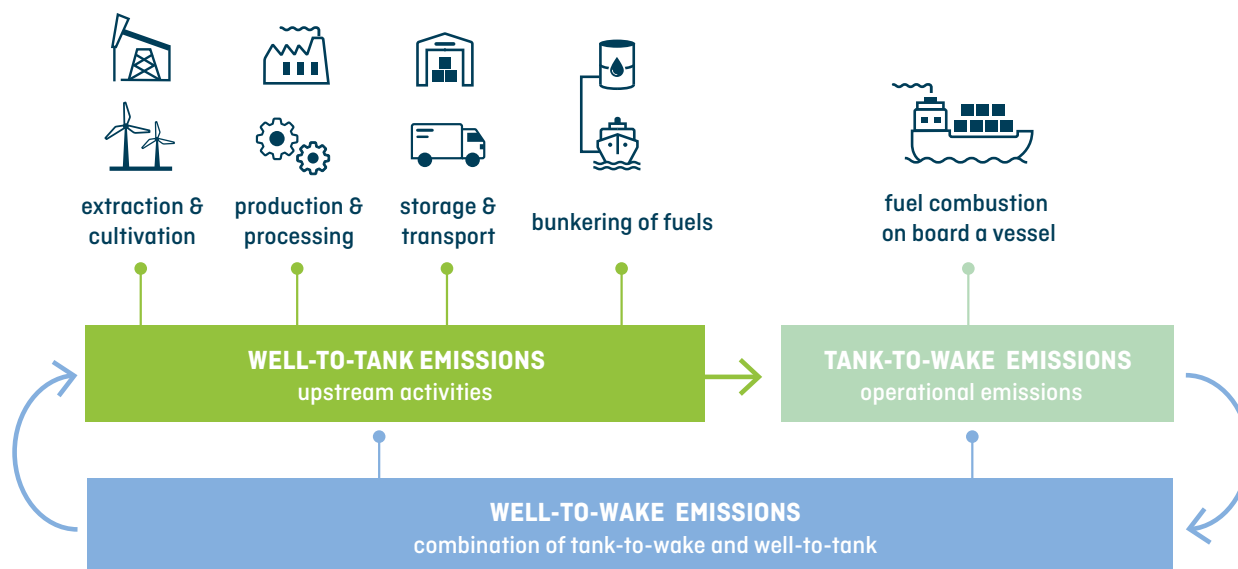 extraction &
cultivation
production &
processing
storage &
transport
bunkering of fuels
fuel combustion
on board a vessel
WELL-TO-TANK EMISSIONS
upstream activities
TANK-TO-WAKE EMISSIONS
operational emissions
WELL-TO-WAKE EMISSIONS
combination of tank-to-wake and well-to-tank